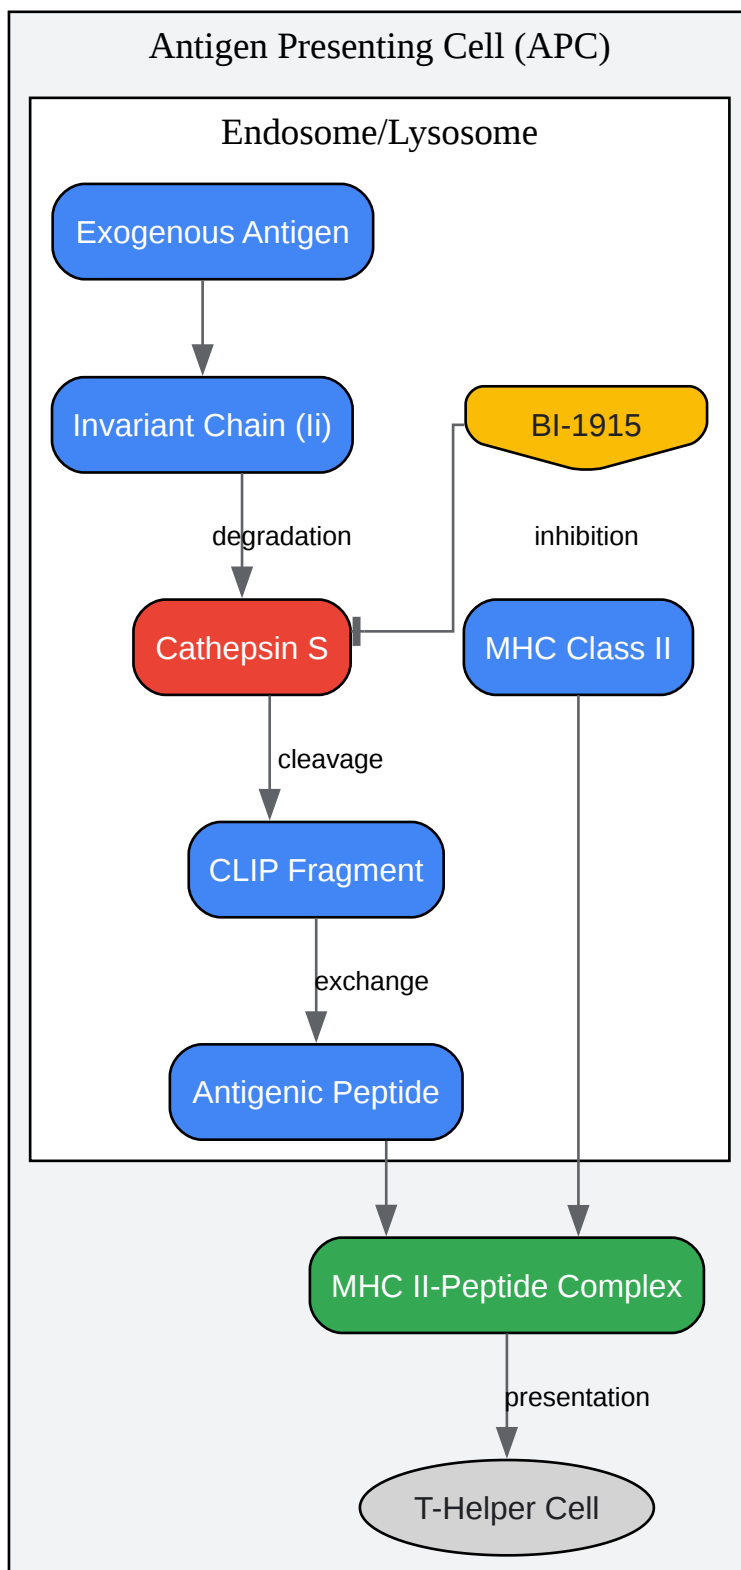 Antigen Presenting Cell (APC)
Endosome/Lysosome
Exogenous Antigen
Invariant Chain (Ii)
BI-1915
degradation
inhibition
Cathepsin S
MHC Class II
cleavage
CLIP Fragment
exchange
Antigenic Peptide
MHC II-Peptide Complex
presentation
T-Helper Cell